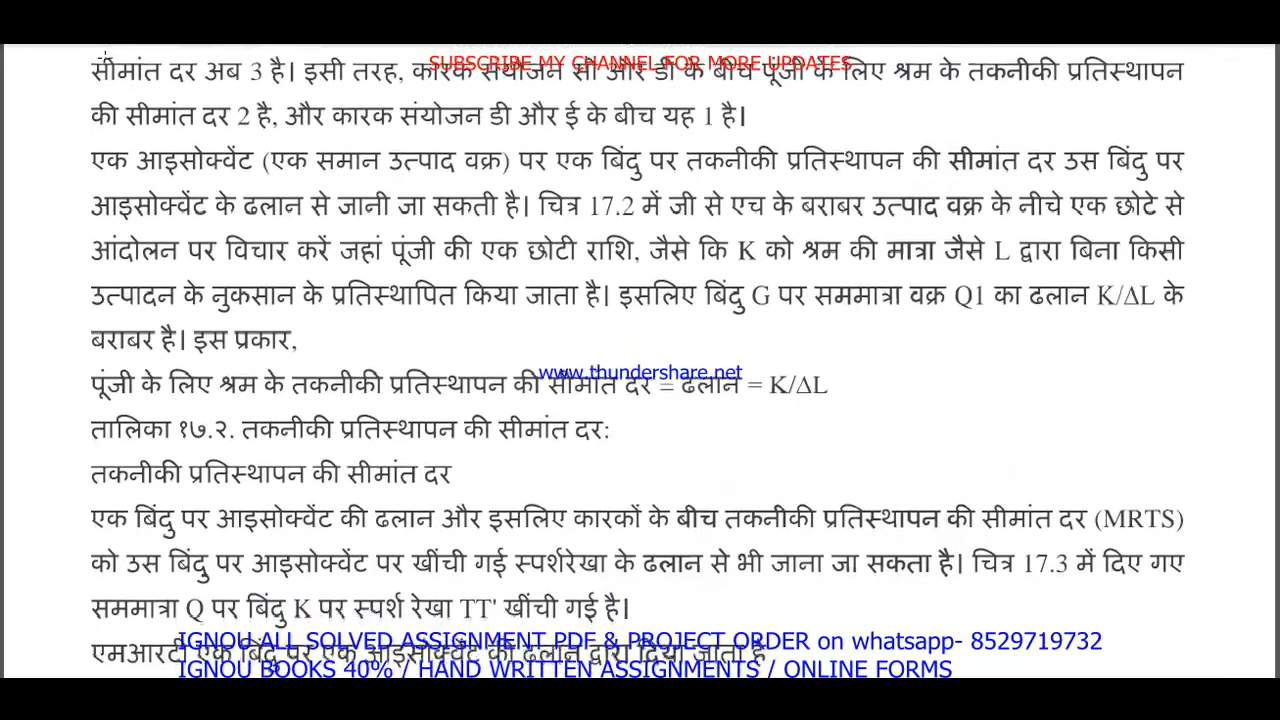 SUBSCRIBE MY CHANNEL FOR MORE UPDATES
सीमांत दर अब 3 है। इसी तरह, कारक संयोजन सी और डी के बीच पूंजी के लिए श्रम के तकनीकी प्रतिस्थापन
की सीमांत दर 2 है, और कारक संयोजन डी और ई के बीच यह 1 है।
एक आइसोक्वेंट (एक समान उत्पाद वक्र) पर एक बिंदु पर तकनीकी प्रतिस्थापन की सीमांत दर उस बिंदु पर
आइसोक्वेंट के ढलान से जानी जा सकती है। चित्र 17.2 में जी से एच के बराबर उत्पाद वक्र के नीचे एक छोटे से
आंदोलन पर विचार करें जहां पूंजी की एक छोटी राशि, जैसे कि K को श्रम की मात्रा जैसे L द्वारा बिना किसी
उत्पादन के नुकसान के प्रतिस्थापित किया जाता है। इसलिए बिंदु G पर सममात्रा वक्र Q1 का ढलान K/∆L के
बराबर है। इस प्रकार,
www.thundershare.net
पूंजी के लिए श्रम के तकनीकी प्रतिस्थापन की सीमांत दर = ढलान = K/∆L
तालिका १७.२. तकनीकी प्रतिस्थापन की सीमांत दर:
तकनीकी प्रतिस्थापन की सीमांत दर
एक बिंदु पर आइसोक्वेंट की ढलान और इसलिए कारकों के बीच तकनीकी प्रतिस्थापन की सीमांत दर (MRTS)
को उस बिंदु पर आइसोक्वेंट पर खींची गई स्पर्शरेखा के ढलान से भी जाना जा सकता है। चित्र 17.3 में दिए गए
सममात्रा Q पर बिंदु K पर स्पर्श रेखा TT' खींची गई है।
IGNOU ALL SOLVED ASSIGNMENT PDF & PROJECT ORDER on whatsapp- 8529719732
एमआरटी एक बिंदु पर एक आइसोक्वेंट की ढलान द्वारा दिया जाता है
IGNOU BOOKS 40% / HAND WRITTEN ASSIGNMENTS / ONLINE FORMS